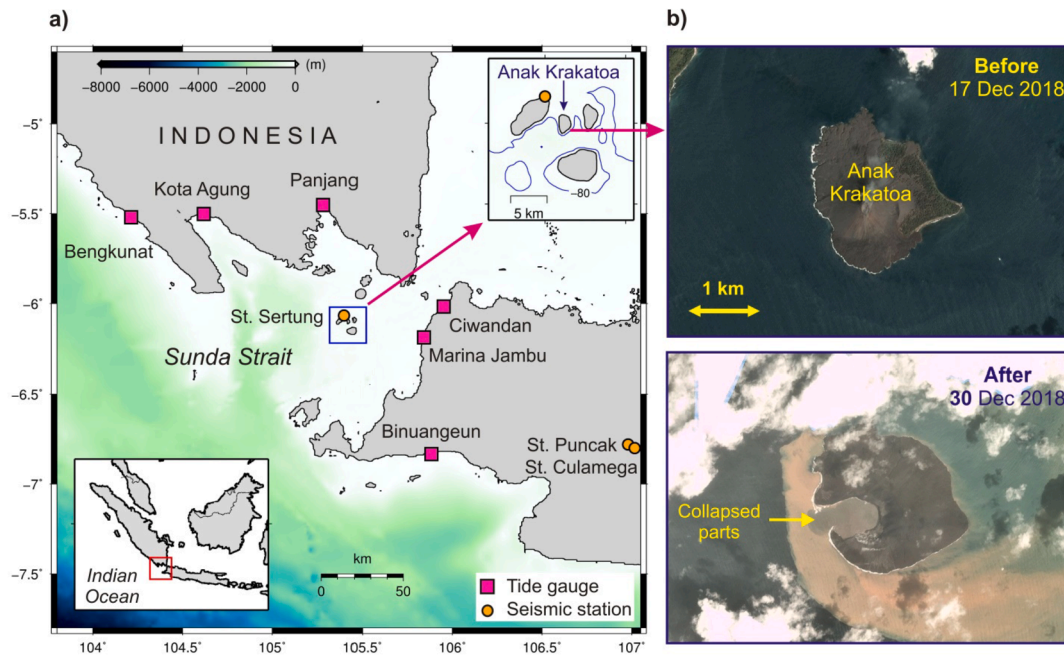 a)
−8000 −6000 −4000 −2000 0 (m)
INDONESIA
Kota Agung
Panjang
Bengkunat
St. Sertung
Ciwandan
Marina Jambu
Sunda Strait
Binuangeun
St. Puncak
St. Culamega
Anak Krakatoa
−80
5 km
Indian
Ocean
km
0 50
Tide gauge
Seismic station
−5°
−5.5°
−6°
−6.5°
−7°
−7.5°
104° 104.5° 105° 105.5° 106° 106.5° 107°
b)
Before
17 Dec 2018
Anak
Krakatoa
1 km
After
30 Dec 2018
Collapsed
parts